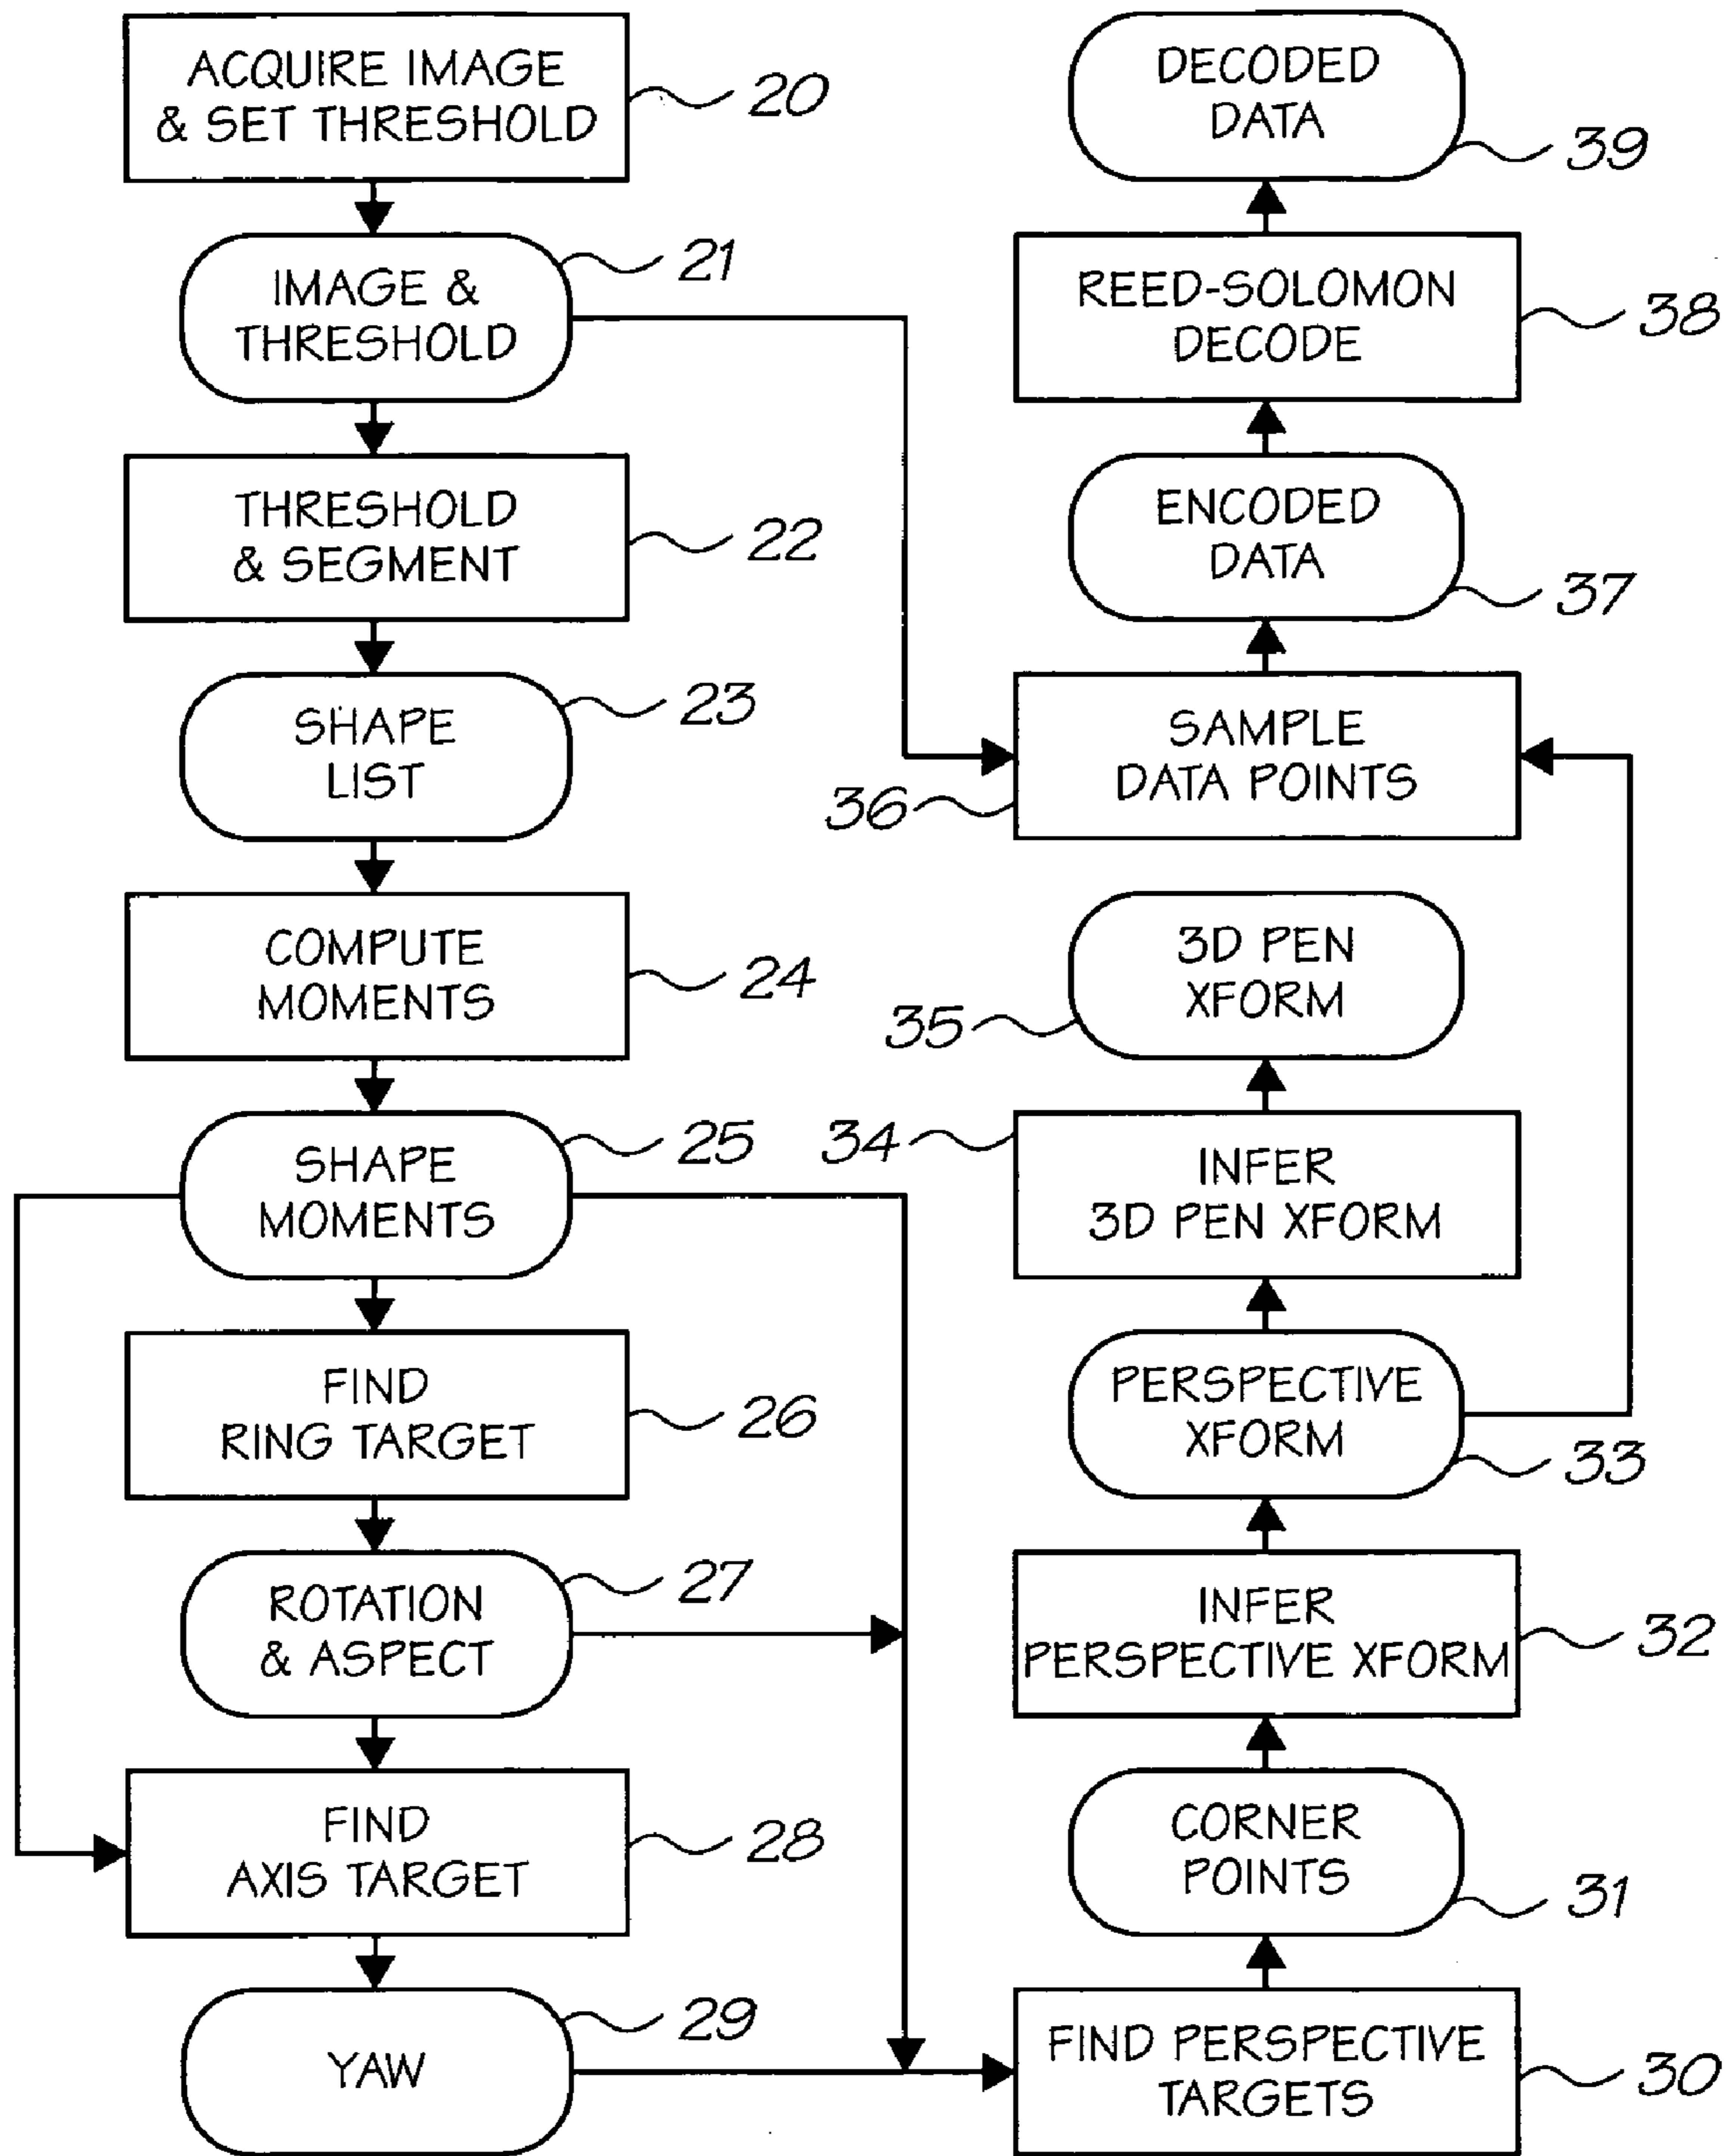 ACQUIRE IMAGE
& SET THRESHOLD
20
IMAGE &
THRESHOLD
21
THRESHOLD
& SEGMENT
22
SHAPE
LIST
23
COMPUTE
MOMENTS
24
SHAPE
MOMENTS
25
FIND
RING TARGET
26
ROTATION
& ASPECT
27
FIND
AXIS TARGET
28
YAW
29
DECODED
DATA
39
REED-SOLOMON
DECODE
38
ENCODED
DATA
37
SAMPLE
DATA POINTS
36
3D PEN
XFORM
35
INFER
3D PEN XFORM
34
PERSPECTIVE
XFORM
33
INFER
PERSPECTIVE XFORM
32
CORNER
POINTS
31
FIND PERSPECTIVE
TARGETS
30